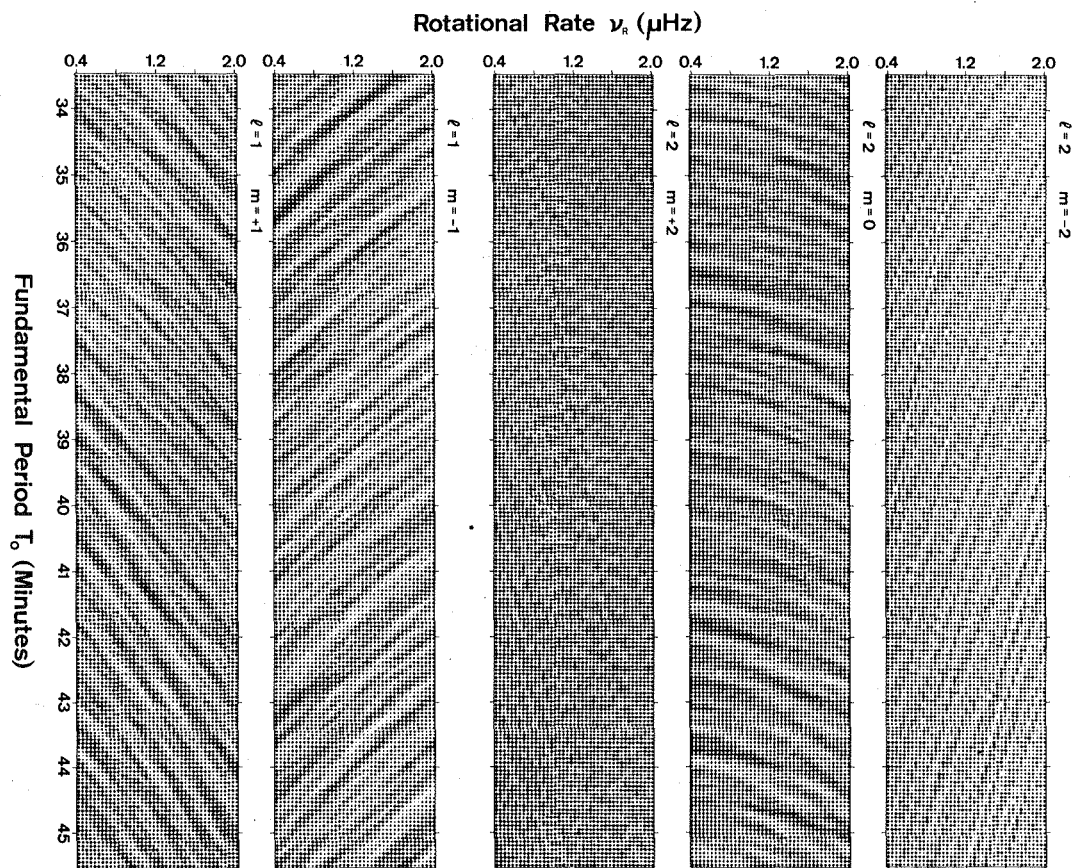 Rotational Rate νR (μHz)
0.4 1.2 2.0 0.4 1.2 2.0 0.4 1.2 2.0 0.4 1.2 2.0 0.4 1.2 2.0
ℓ=1 m=+1
ℓ=1 m=-1
ℓ=2 m=+2
ℓ=2 m=0
ℓ=2 m=-2
34
35
36
37
38
39
40
41
42
43
44
45
Fundamental Period To (Minutes)